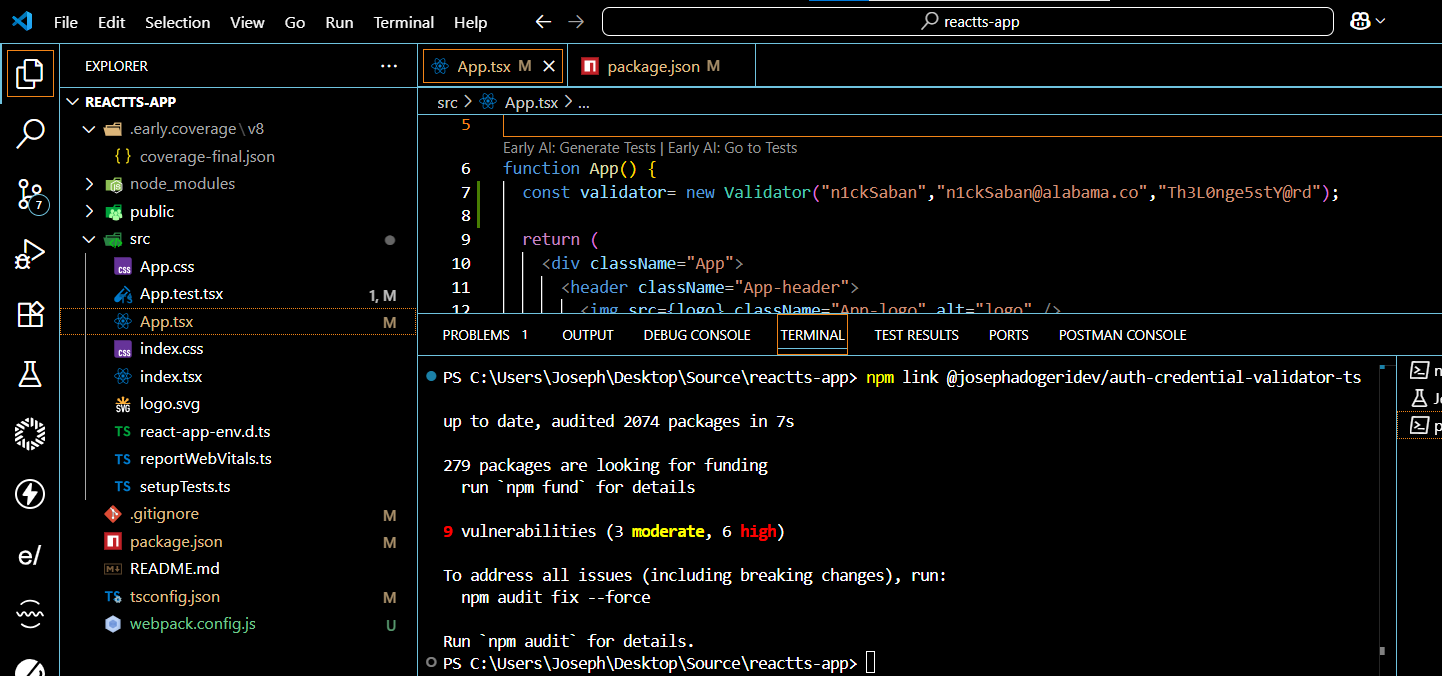 File Edit Selection View Go Run Terminal Help
reactts-app
EXPLORER
REACTTS-APP
.early.coverage\v8
{} coverage-final.json
node_modules
public
src
App.css
App.test.tsx 1, M
App.tsx M
index.css
index.tsx
logo.svg
TS react-app-env.d.ts
TS reportWebVitals.ts
TS setupTests.ts
.gitignore M
package.json M
README.md
TS tsconfig.json M
webpack.config.js U
7
e/
App.tsx M
package.json M
src > App.tsx > ...
5
Early AI: Generate Tests | Early AI: Go to Tests
6 function App() {
7 const validator= new Validator("n1ckSaban","n1ckSaban@alabama.co","Th3L0nge5stY@rd");
8
9 return (
10 <div className="App">
11 <header className="App-header">
12 <img src={logo} className="App-logo" alt="logo" />
PROBLEMS 1 OUTPUT DEBUG CONSOLE TERMINAL TEST RESULTS PORTS POSTMAN CONSOLE
PS C:\Users\Joseph\Desktop\Source\reactts-app> npm link @josephadogeridev/auth-credential-validator-ts
up to date, audited 2074 packages in 7s
279 packages are looking for funding
run `npm fund` for details
9 vulnerabilities (3 moderate, 6 high)
To address all issues (including breaking changes), run:
npm audit fix --force
Run `npm audit` for details.
PS C:\Users\Joseph\Desktop\Source\reactts-app>